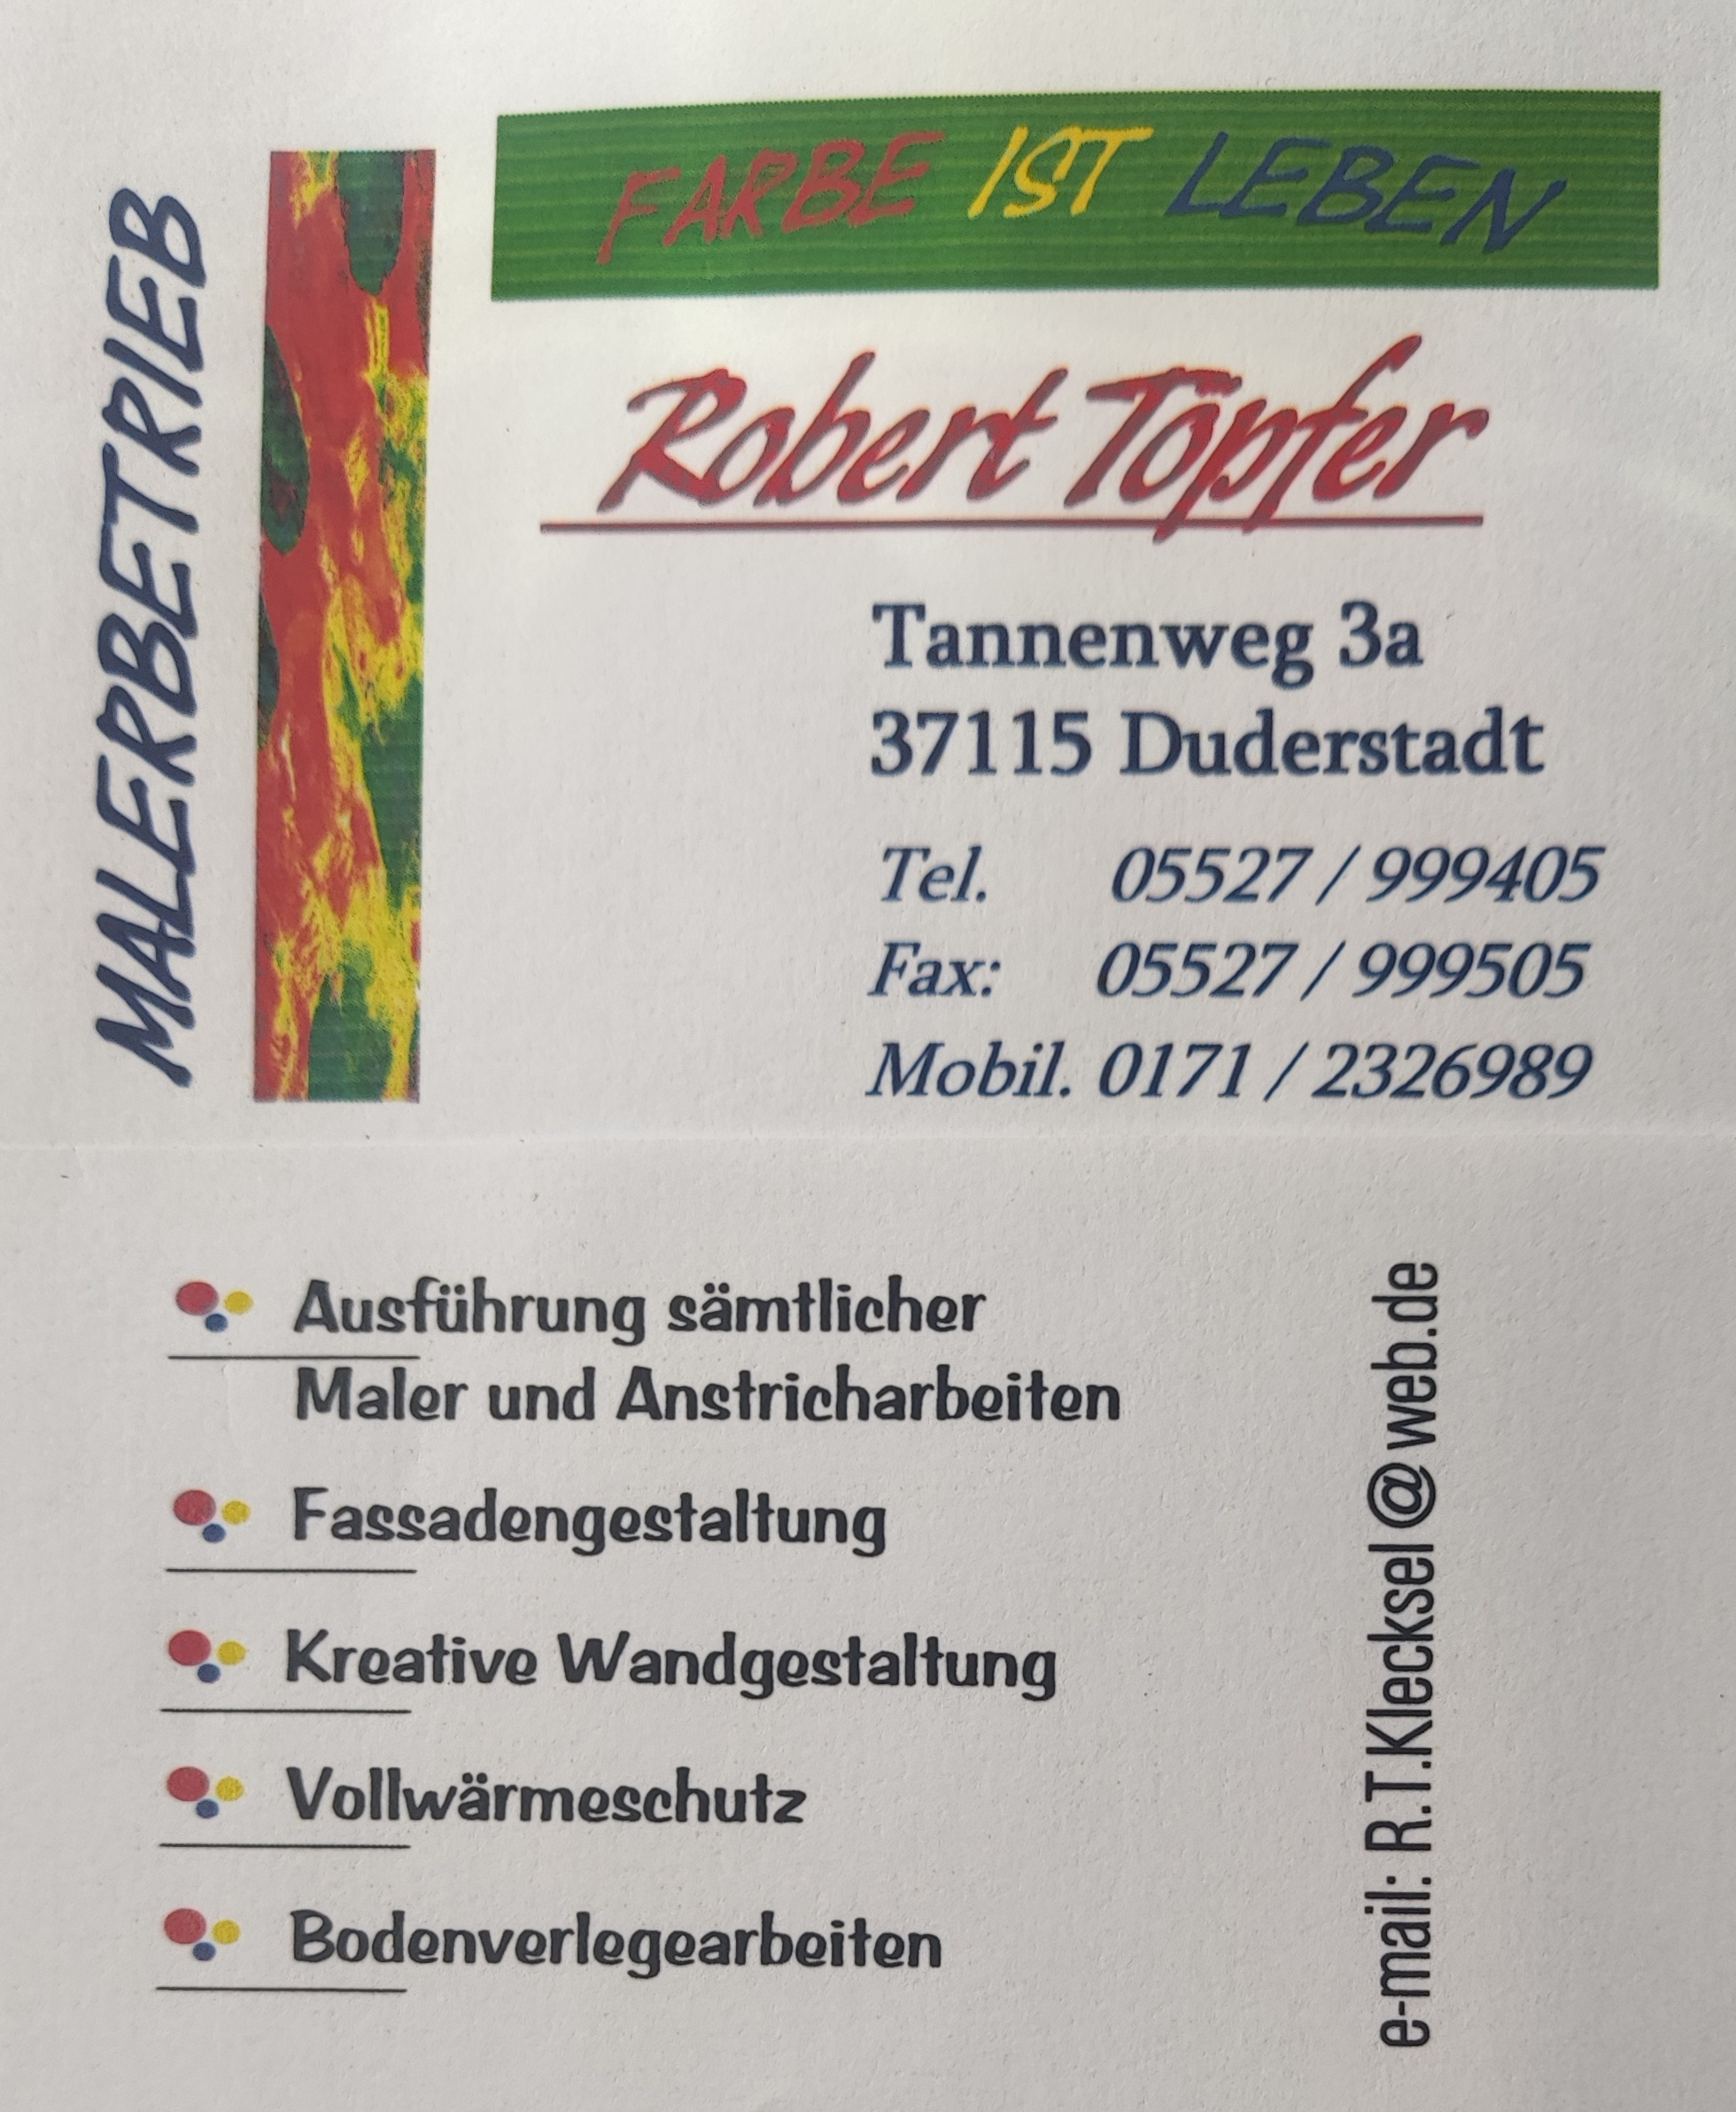 MALERBETRIEB
FARBE IST LEBEN
Robert Töpfer
Tannenweg 3a
37115 Duderstadt
Tel. 05527 / 999405
Fax: 05527 / 999505
Mobil. 0171 / 2326989
Ausführung sämtlicher
Maler und Anstricharbeiten
Fassadengestaltung
Kreative Wandgestaltung
Vollwärmeschutz
Bodenverlegearbeiten
e-mail: R.T.Klecksel@web.de